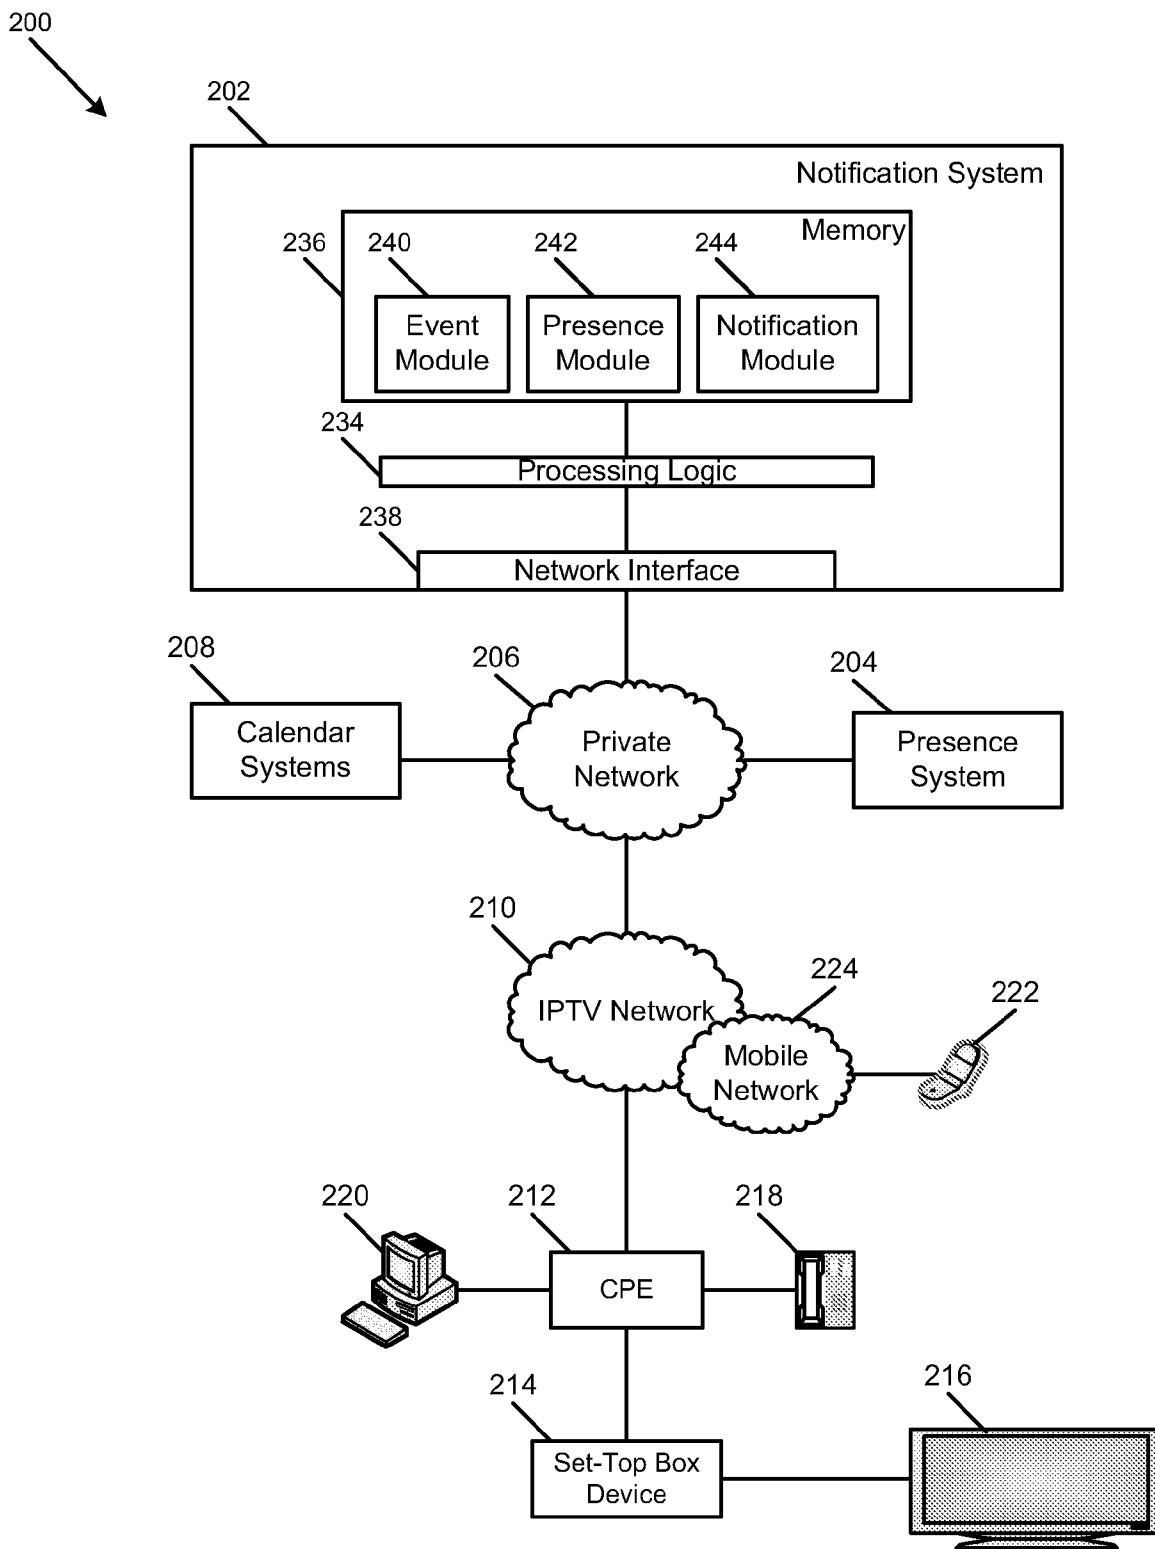 200
202
Notification System
Memory
236
240
242
244
Event
Module
Presence
Module
Notification
Module
234
Processing Logic
238
Network Interface
208
206
204
Calendar
Systems
Private
Network
Presence
System
210
IPTV Network
224
222
Mobile
Network
220
212
218
CPE
214
216
Set-Top Box
Device